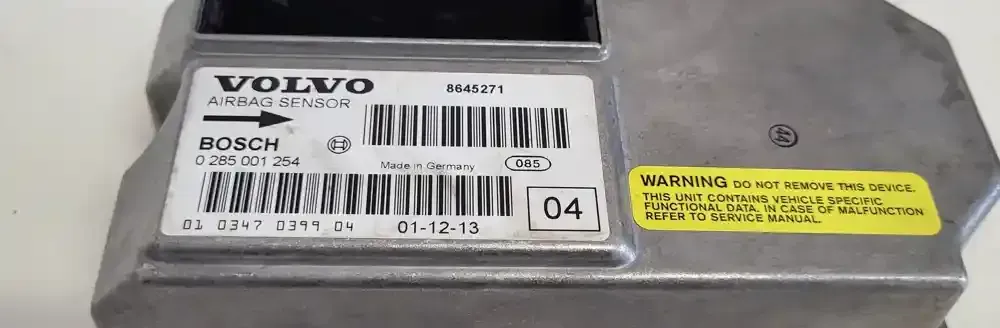 VOLVO
8645271
AIRBAG SENSOR
BOSCH
0 285 001 254
Made in Germany
085
04
01 0347 0399 04
01-12-13
44
WARNING DO NOT REMOVE THIS DEVICE.
THIS UNIT CONTAINS VEHICLE SPECIFIC
FUNCTIONAL DATA. IN CASE OF MALFUNCTION
REFER TO SERVICE MANUAL.